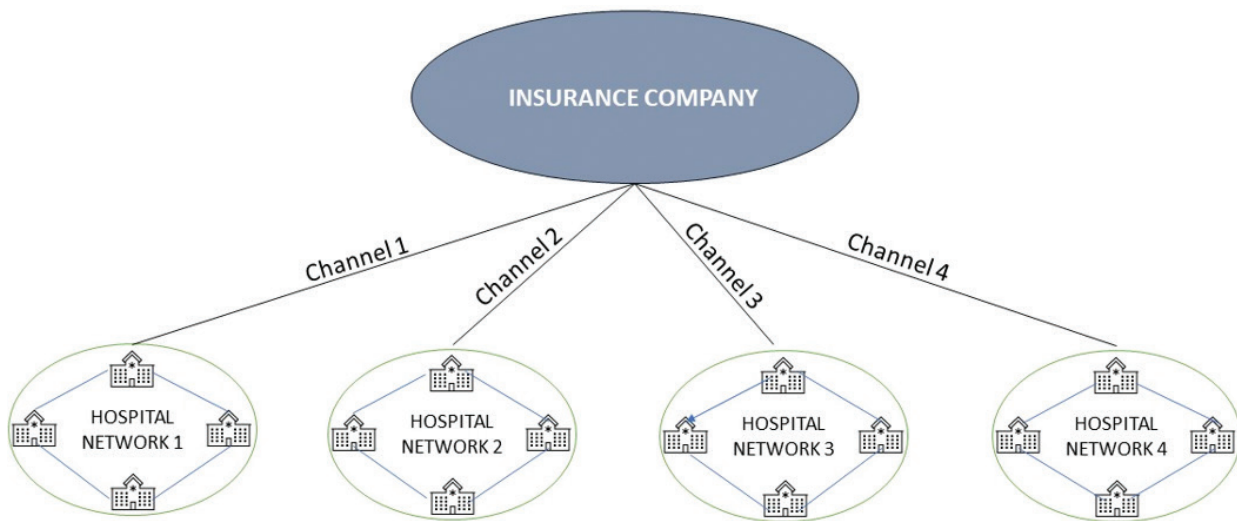 INSURANCE COMPANY
Channel 1
Channel 2
Channel 3
Channel 4
HOSPITAL
NETWORK 1
HOSPITAL
NETWORK 2
HOSPITAL
NETWORK 3
HOSPITAL
NETWORK 4